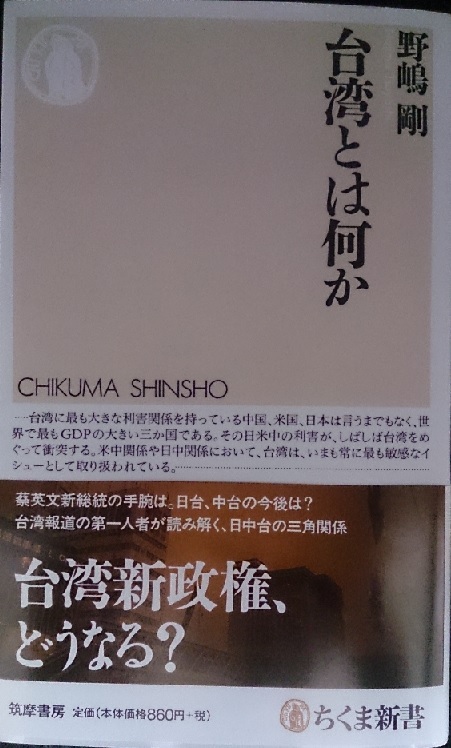 野嶋 剛
台湾とは何か
CHIKUMA SHINSHO
─台湾に最も大きな利害関係を持っている中国、米国、日本は言うまでもなく、世
界で最もGDPの大きい三か国である。その日米中の利害が、しばしば台湾をめ
ぐって衝突する。米中関係や日中関係において、台湾は、いまも常に最も敏感なイ
シューとして取り扱われている。
蔡英文新総統の手腕は。日台、中台の今後は？
台湾報道の第一人者が読み解く、日中台の三角関係
台湾新政権、
どうなる？
筑摩書房 定価（本体価格860円+税）
ちくま新書